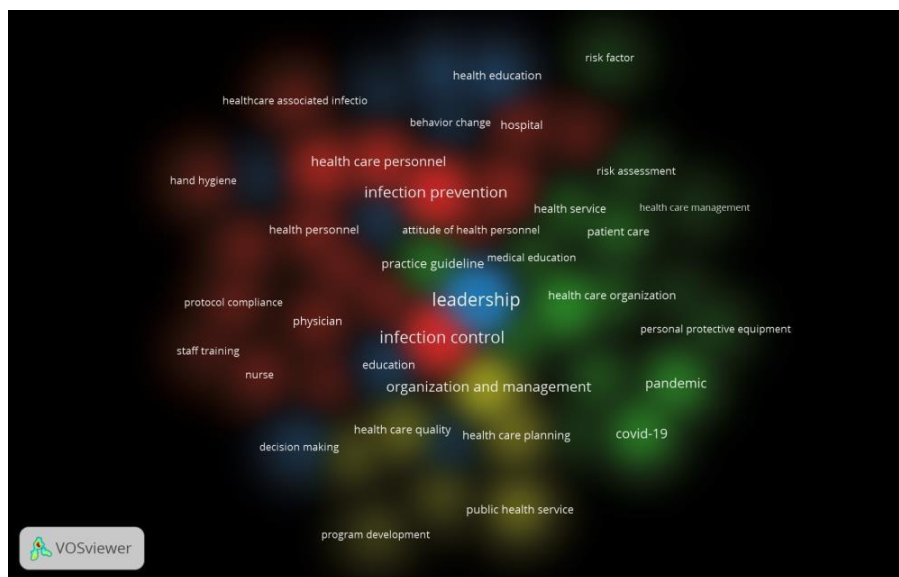 risk factor
health education
healthcare associated infectio
behavior change
hospital
health care personnel
risk assessment
hand hygiene
infection prevention
health service
health care management
health personnel
attitude of health personnel
patient care
practice guideline
medical education
leadership
health care organization
protocol compliance
physician
personal protective equipment
infection control
staff training
education
nurse
organization and management
pandemic
health care quality
health care planning
covid-19
decision making
public health service
program development
VOSviewer